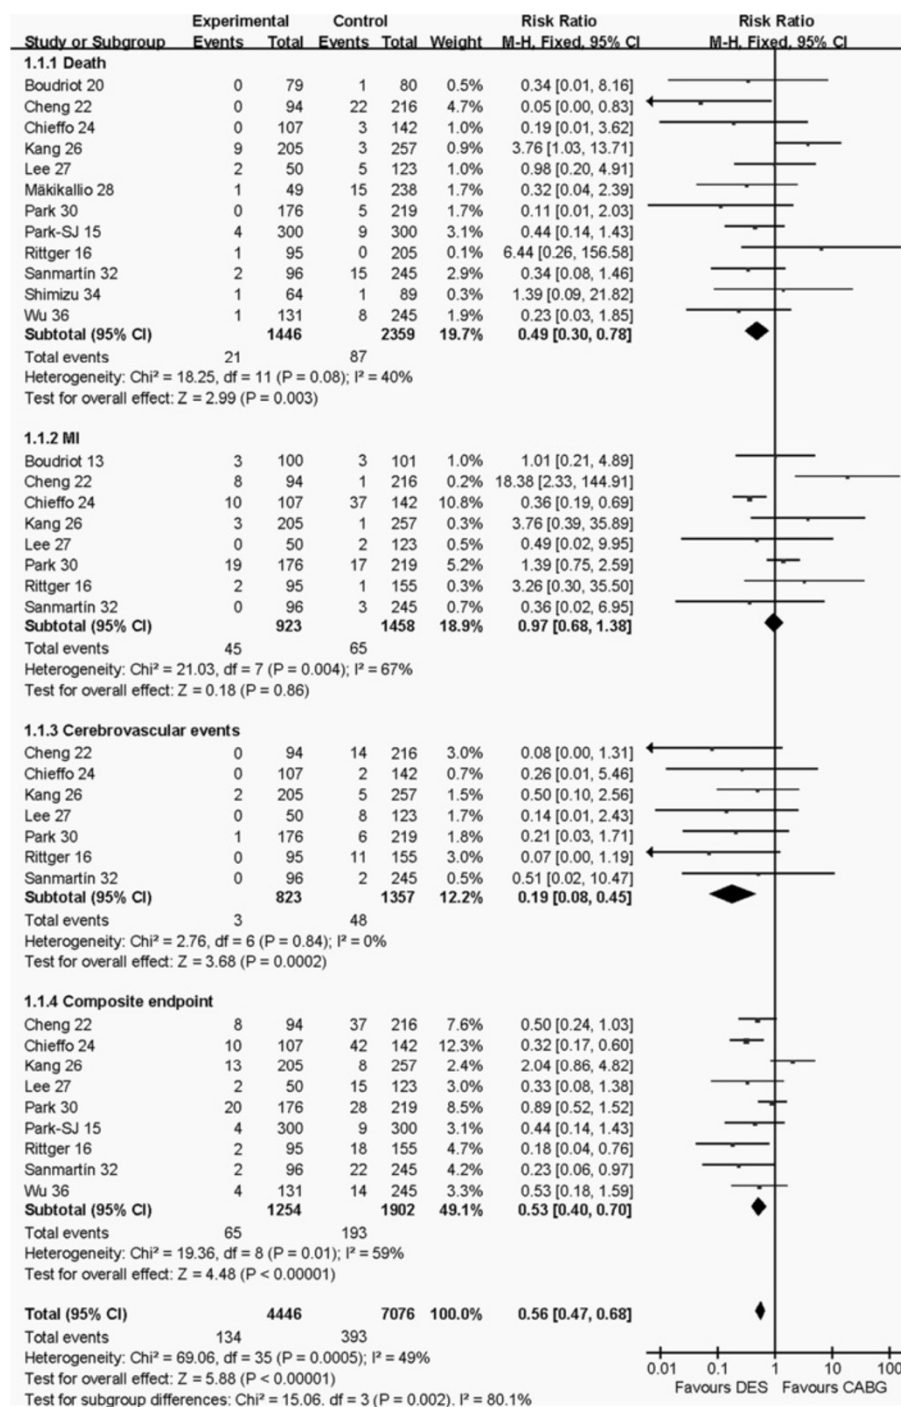 Experimental Control Risk Ratio Risk Ratio
Study or Subgroup Events Total Events Total Weight M-H, Fixed, 95% CI M-H, Fixed, 95% CI
1.1.1 Death
Boudriot 20 0 79 1 80 0.5% 0.34 [0.01, 8.16]
Cheng 22 0 94 22 216 4.7% 0.05 [0.00, 0.83]
Chieffo 24 0 107 3 142 1.0% 0.19 [0.01, 3.62]
Kang 26 9 205 3 257 0.9% 3.76 [1.03, 13.71]
Lee 27 2 50 5 123 1.0% 0.98 [0.20, 4.91]
Mäkikallio 28 1 49 15 238 1.7% 0.32 [0.04, 2.39]
Park 30 0 176 5 219 1.7% 0.11 [0.01, 2.03]
Park-SJ 15 4 300 9 300 3.1% 0.44 [0.14, 1.43]
Rittger 16 1 95 0 205 0.1% 6.44 [0.26, 156.58]
Sanmartín 32 2 96 15 245 2.9% 0.34 [0.08, 1.46]
Shimizu 34 1 64 1 89 0.3% 1.39 [0.09, 21.82]
Wu 36 1 131 8 245 1.9% 0.23 [0.03, 1.85]
Subtotal (95% CI) 1446 2359 19.7% 0.49 [0.30, 0.78]
Total events 21 87
Heterogeneity: Chi² = 18.25, df = 11 (P = 0.08); I² = 40%
Test for overall effect: Z = 2.99 (P = 0.003)
1.1.2 MI
Boudriot 13 3 100 3 101 1.0% 1.01 [0.21, 4.89]
Cheng 22 8 94 1 216 0.2% 18.38 [2.33, 144.91]
Chieffo 24 10 107 37 142 10.8% 0.36 [0.19, 0.69]
Kang 26 3 205 1 257 0.3% 3.76 [0.39, 35.89]
Lee 27 0 50 2 123 0.5% 0.49 [0.02, 9.95]
Park 30 19 176 17 219 5.2% 1.39 [0.75, 2.59]
Rittger 16 2 95 1 155 0.3% 3.26 [0.30, 35.50]
Sanmartín 32 0 96 3 245 0.7% 0.36 [0.02, 6.95]
Subtotal (95% CI) 923 1458 18.9% 0.97 [0.68, 1.38]
Total events 45 65
Heterogeneity: Chi² = 21.03, df = 7 (P = 0.004); I² = 67%
Test for overall effect: Z = 0.18 (P = 0.86)
1.1.3 Cerebrovascular events
Cheng 22 0 94 14 216 3.0% 0.08 [0.00, 1.31]
Chieffo 24 0 107 2 142 0.7% 0.26 [0.01, 5.46]
Kang 26 2 205 5 257 1.5% 0.50 [0.10, 2.56]
Lee 27 0 50 8 123 1.7% 0.14 [0.01, 2.43]
Park 30 1 176 6 219 1.8% 0.21 [0.03, 1.71]
Rittger 16 0 95 11 155 3.0% 0.07 [0.00, 1.19]
Sanmartín 32 0 96 2 245 0.5% 0.51 [0.02, 10.47]
Subtotal (95% CI) 823 1357 12.2% 0.19 [0.08, 0.45]
Total events 3 48
Heterogeneity: Chi² = 2.76, df = 6 (P = 0.84); I² = 0%
Test for overall effect: Z = 3.68 (P = 0.0002)
1.1.4 Composite endpoint
Cheng 22 8 94 37 216 7.6% 0.50 [0.24, 1.03]
Chieffo 24 10 107 42 142 12.3% 0.32 [0.17, 0.60]
Kang 26 13 205 8 257 2.4% 2.04 [0.86, 4.82]
Lee 27 2 50 15 123 3.0% 0.33 [0.08, 1.38]
Park 30 20 176 28 219 8.5% 0.89 [0.52, 1.52]
Park-SJ 15 4 300 9 300 3.1% 0.44 [0.14, 1.43]
Rittger 16 2 95 18 155 4.7% 0.18 [0.04, 0.76]
Sanmartín 32 2 96 22 245 4.2% 0.23 [0.06, 0.97]
Wu 36 4 131 14 245 3.3% 0.53 [0.18, 1.59]
Subtotal (95% CI) 1254 1902 49.1% 0.53 [0.40, 0.70]
Total events 65 193
Heterogeneity: Chi² = 19.36, df = 8 (P = 0.01); I² = 59%
Test for overall effect: Z = 4.48 (P < 0.00001)
Total (95% CI) 4446 7076 100.0% 0.56 [0.47, 0.68]
Total events 134 393
Heterogeneity: Chi² = 69.06, df = 35 (P = 0.0005); I² = 49%
Test for overall effect: Z = 5.88 (P < 0.00001)
Test for subgroup differences: Chi² = 15.06. df = 3 (P = 0.002). I² = 80.1%
0.01 0.1 1 10 100
Favours DES Favours CABG